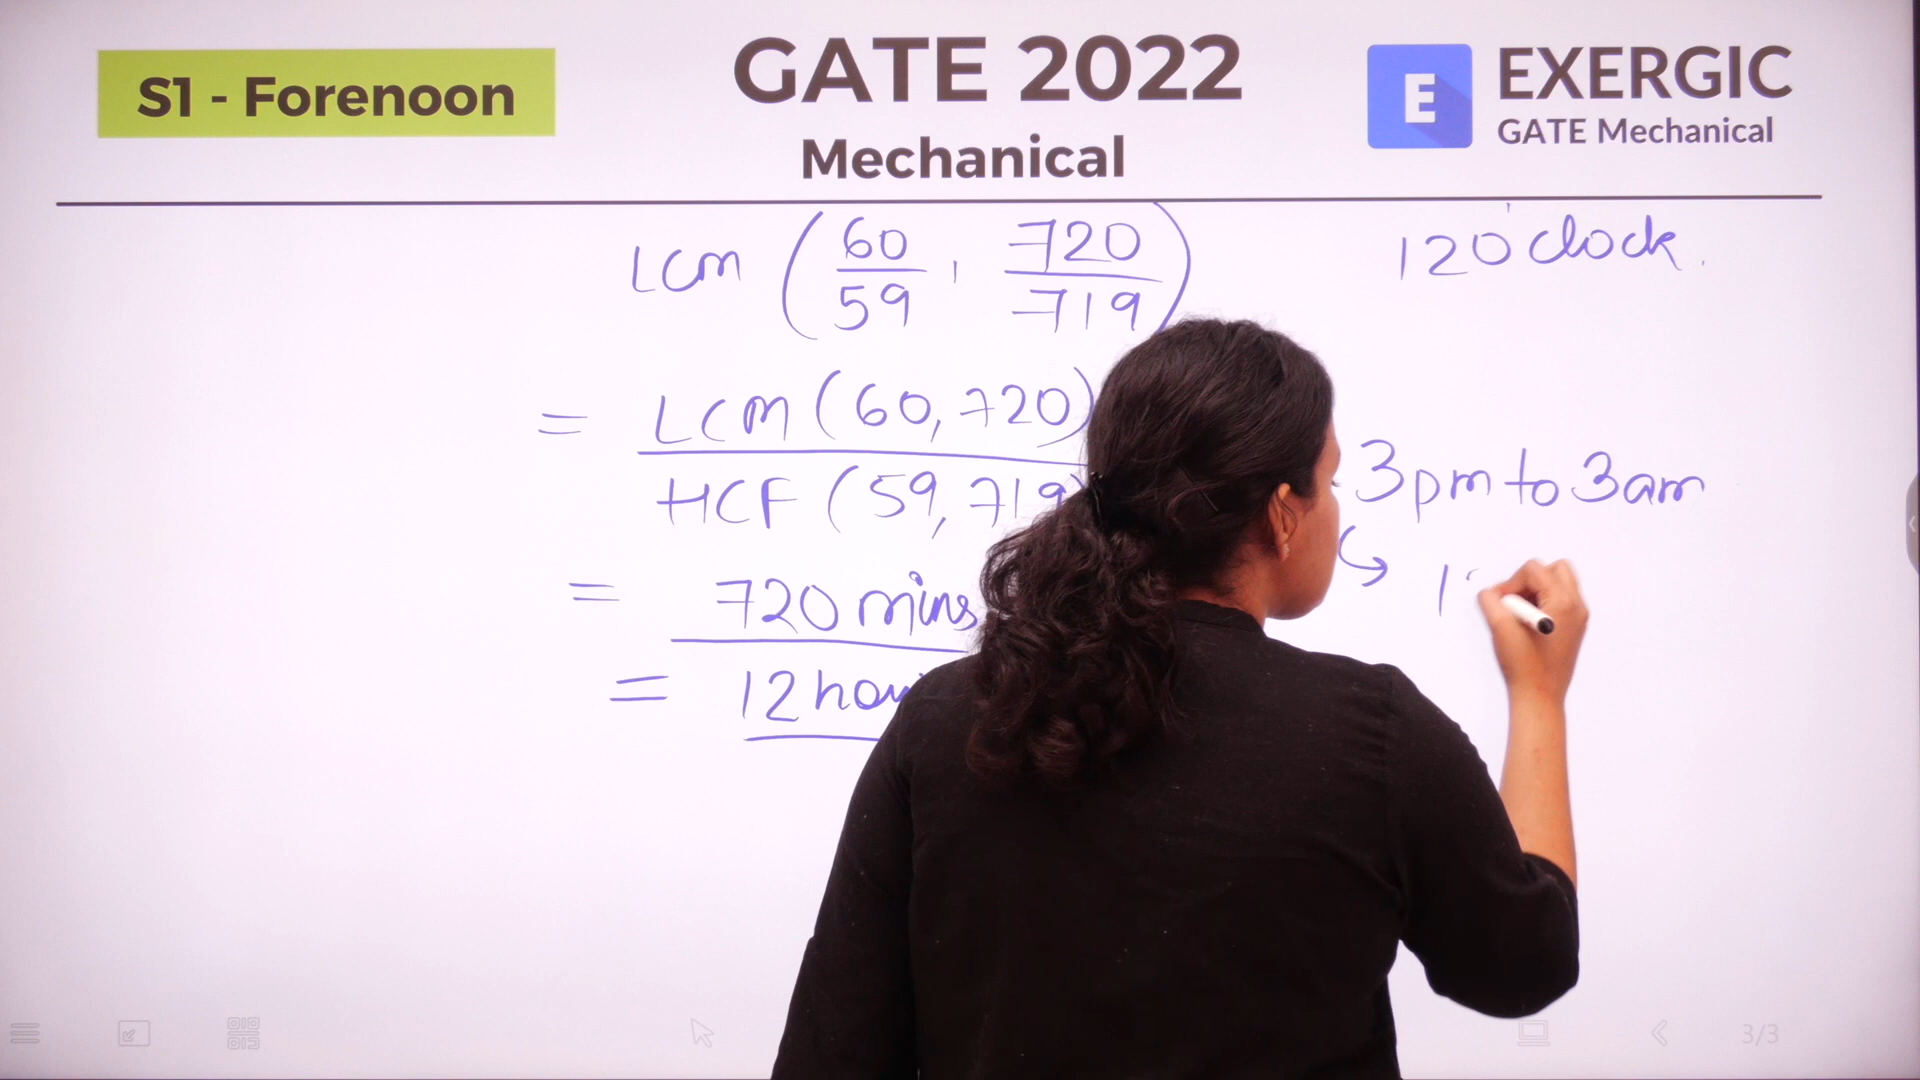 S1 - Forenoon
GATE 2022
Mechanical
E
EXERGIC
GATE Mechanical
LCM ( 60/59 , 720/719 )
12 O'clock.
= LCM (60, 720)
HCF (59, 719)
3pm to 3am
= 720 mins
= 12
3/3